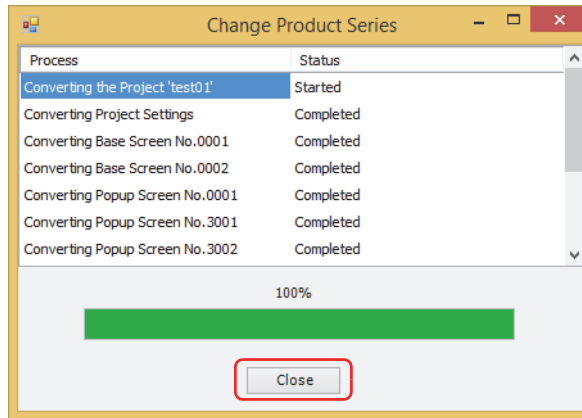 Change Product Series
Process Status
Converting the Project 'test01' Started
Converting Project Settings Completed
Converting Base Screen No.0001 Completed
Converting Base Screen No.0002 Completed
Converting Popup Screen No.0001 Completed
Converting Popup Screen No.3001 Completed
Converting Popup Screen No.3002 Completed
100%
Close